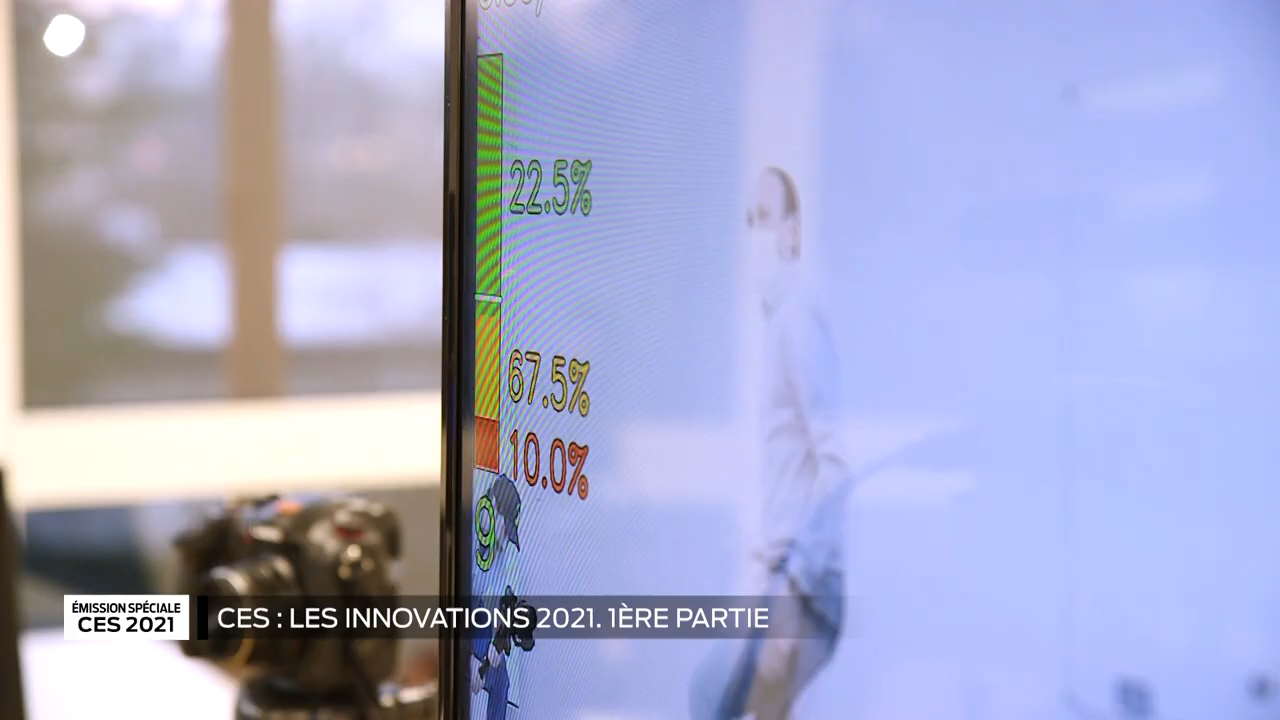 22.5%
67.5%
10.0%
9
ÉMISSION SPÉCIALE
CES 2021
CES : LES INNOVATIONS 2021. 1ÈRE PARTIE